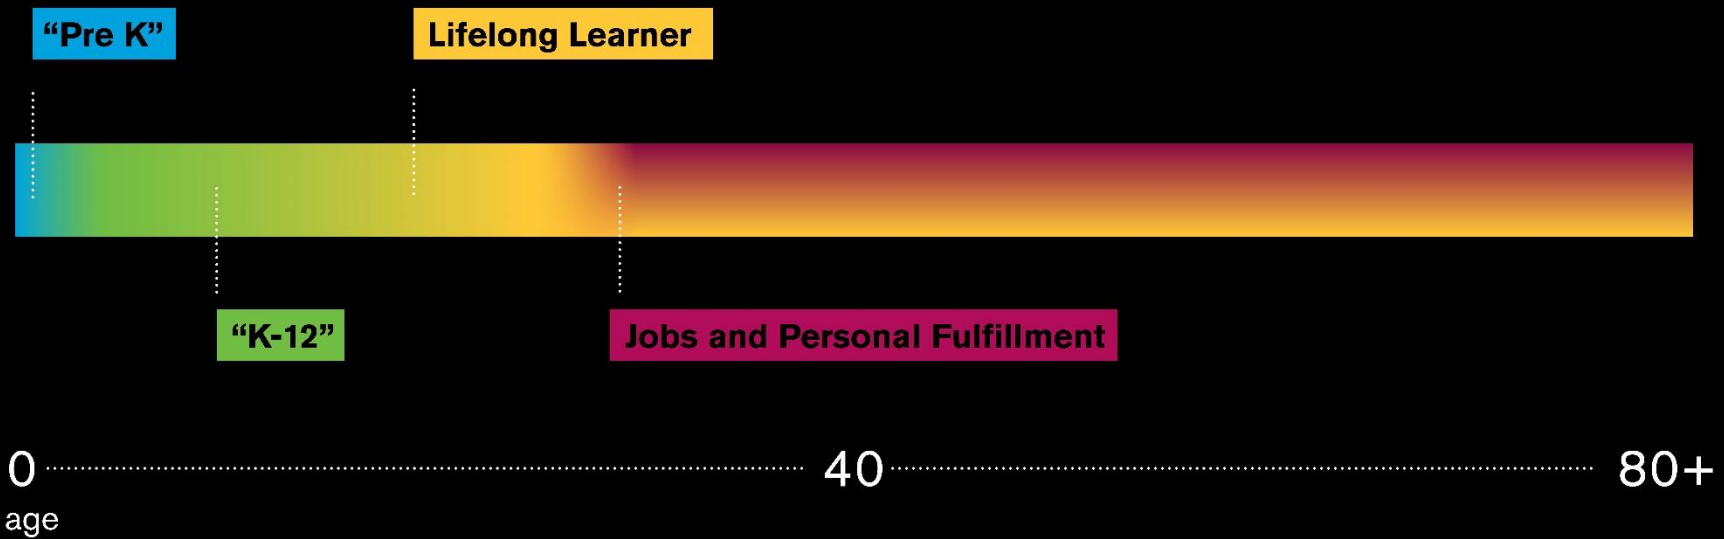 “Pre K”
Lifelong Learner
“K-12”
Jobs and Personal Fulfillment
0 40 80+
age